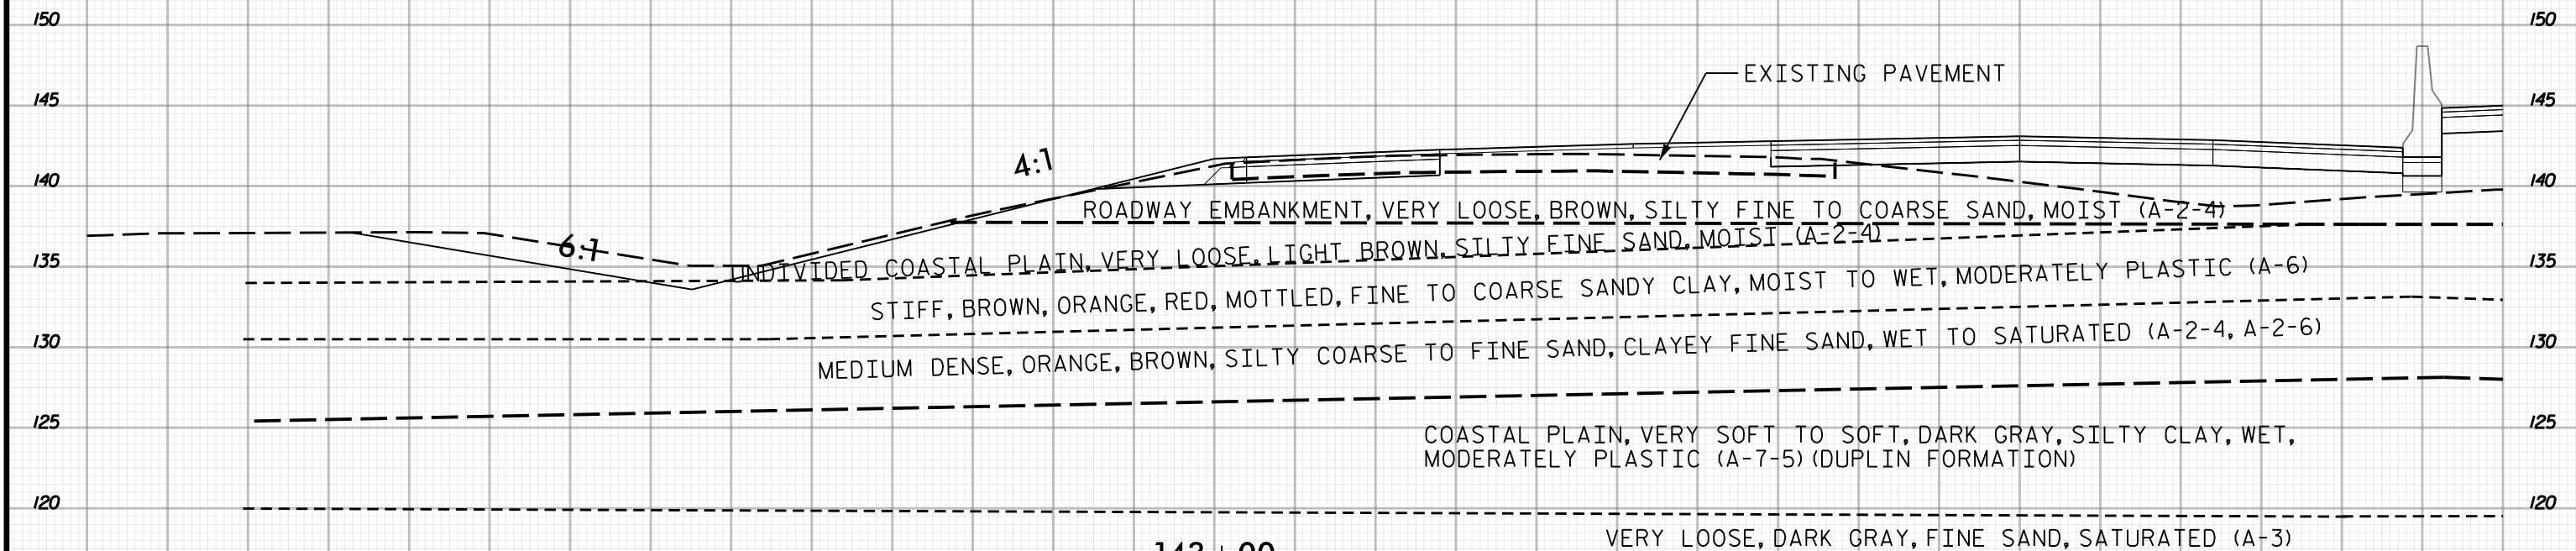 150 150
EXISTING PAVEMENT
145 145
4:1
140 140
ROADWAY EMBANKMENT, VERY LOOSE, BROWN, SILTY FINE TO COARSE SAND, MOIST (A-2-4)
6:1
UNDIVIDED COASTAL PLAIN, VERY LOOSE, LIGHT BROWN, SILTY FINE SAND, MOIST (A-2-4)
135 135
STIFF, BROWN, ORANGE, RED, MOTTLED, FINE TO COARSE SANDY CLAY, MOIST TO WET, MODERATELY PLASTIC (A-6)
130 130
MEDIUM DENSE, ORANGE, BROWN, SILTY COARSE TO FINE SAND, CLAYEY FINE SAND, WET TO SATURATED (A-2-4, A-2-6)
125 125
COASTAL PLAIN, VERY SOFT TO SOFT, DARK GRAY, SILTY CLAY, WET,
MODERATELY PLASTIC (A-7-5) (DUPLIN FORMATION)
120 120
VERY LOOSE, DARK GRAY, FINE SAND, SATURATED (A-3)